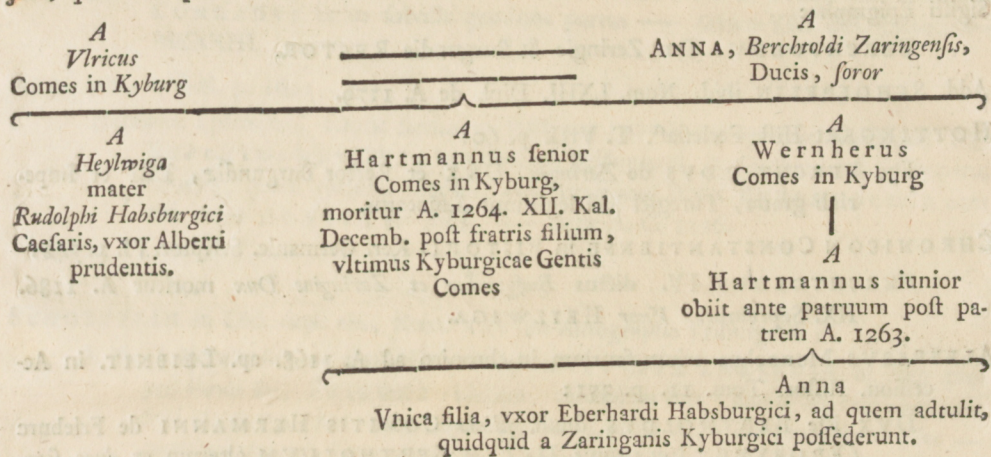 A
Vlricus
Comes in Kyburg
A
ANNA, Berchtoldi Zaringenſis,
Ducis, ſoror
A
Heylwiga
mater
Rudolphi Habsburgici
Caeſaris, vxor Alberti
prudentis.
A
Hartmannus ſenior
Comes in Kyburg,
moritur A. 1264. XII. Kal.
Decemb. poſt fratris filium,
vltimus Kyburgicae Gentis
Comes
A
Wernherus
Comes in Kyburg
A
Hartmannus iunior
obiit ante patruum poſt pa-
trem A. 1263.
Anna
Vnica filia, vxor Eberhardi Habsburgici, ad quem adtulit,
quidquid a Zaringanis Kyburgici poſſederunt.